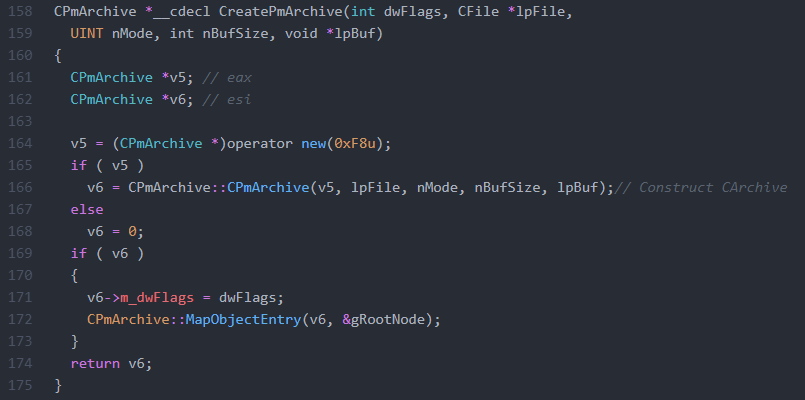 158 CPmArchive *__cdecl CreatePmArchive(int dwFlags, CFile *lpFile,
159   UINT nMode, int nBufSize, void *lpBuf)
160 {
161   CPmArchive *v5; // eax
162   CPmArchive *v6; // esi
163
164   v5 = (CPmArchive *)operator new(0xF8u);
165   if ( v5 )
166     v6 = CPmArchive::CPmArchive(v5, lpFile, nMode, nBufSize, lpBuf);// Construct CArchive
167   else
168     v6 = 0;
169   if ( v6 )
170   {
171     v6->m_dwFlags = dwFlags;
172     CPmArchive::MapObjectEntry(v6, &gRootNode);
173   }
174   return v6;
175 }